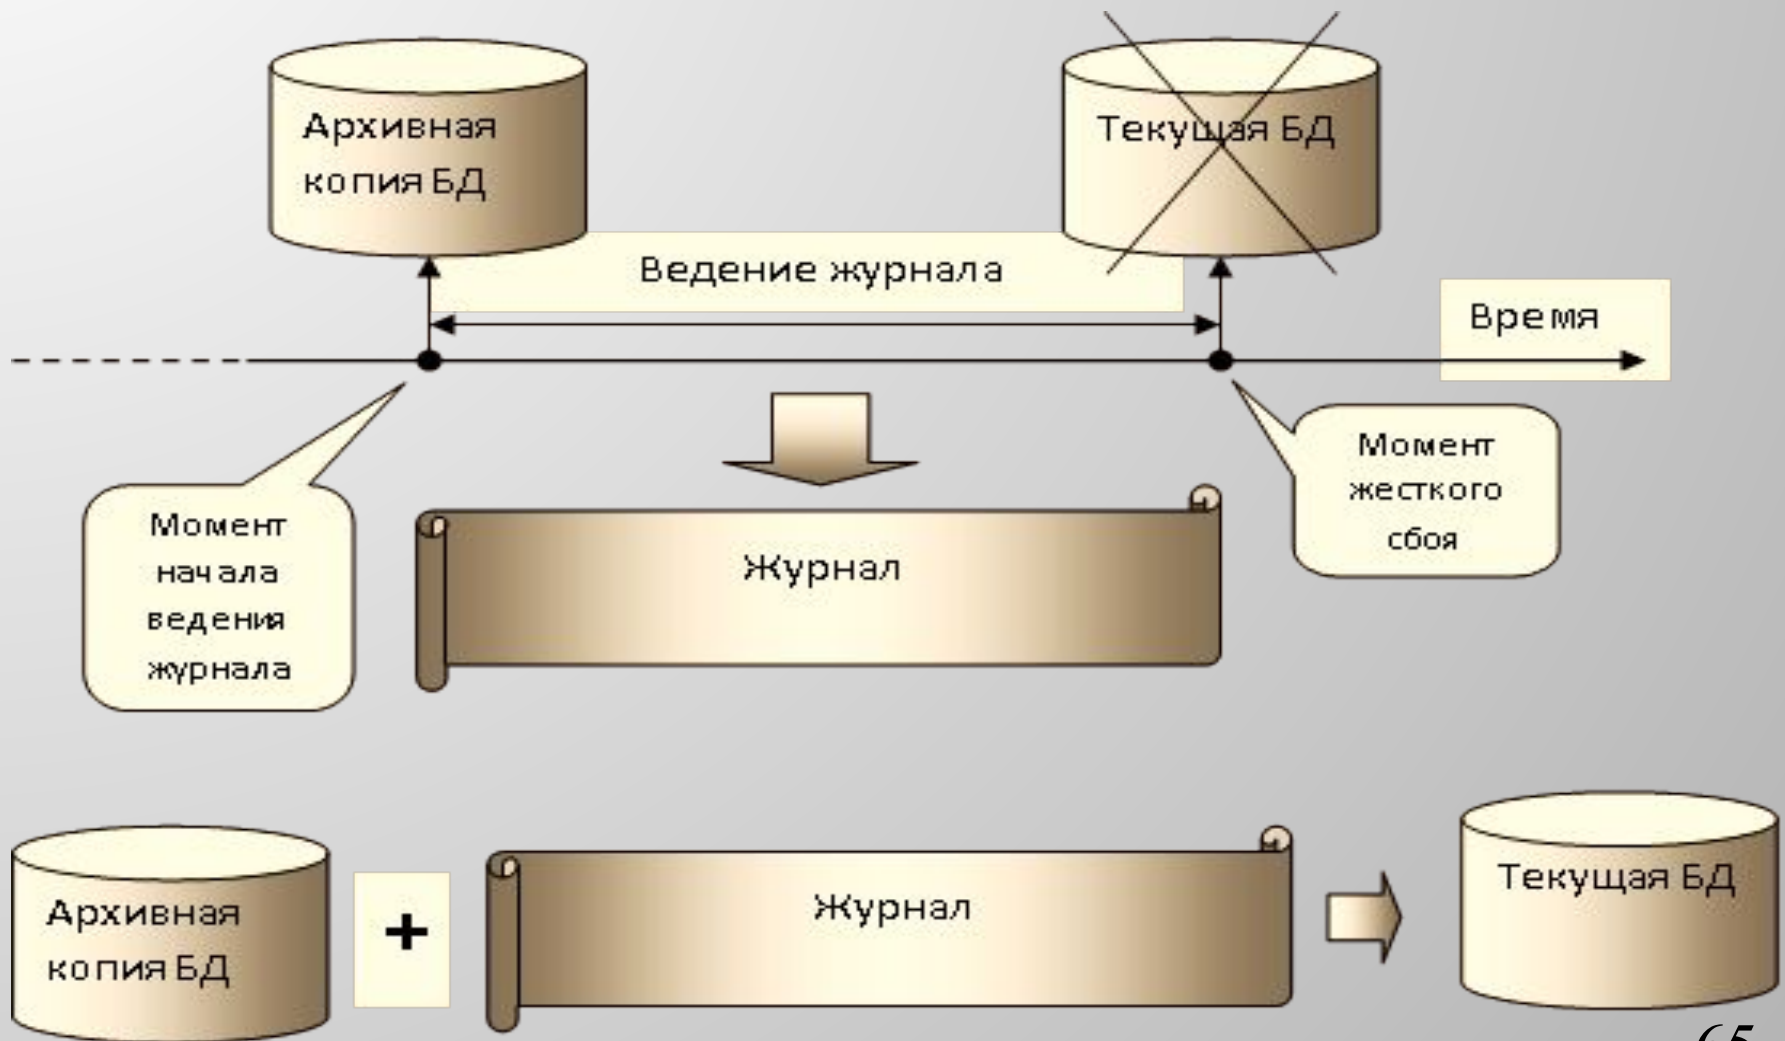 Архивная
копия БД
Текущая БД
Ведение журнала
Время
Момент
начала
ведения
журнала
Момент
жесткого
сбоя
Журнал
Архивная
копия БД
+
Журнал
Текущая БД
65